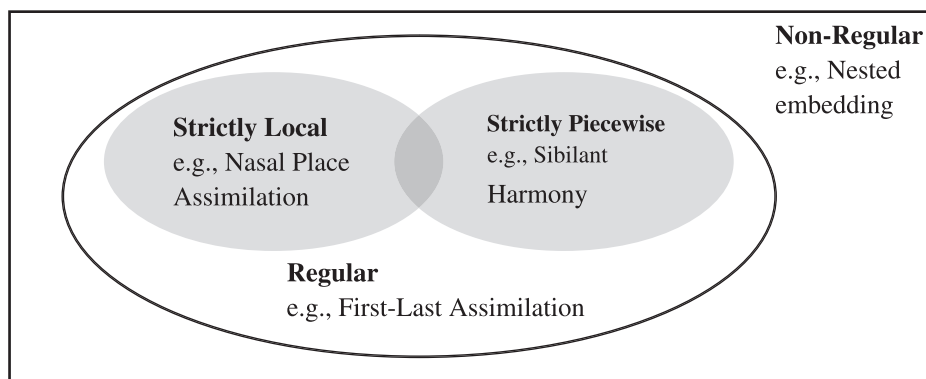 Non-Regular
e.g., Nested
embedding
Strictly Local
e.g., Nasal Place
Assimilation
Strictly Piecewise
e.g., Sibilant
Harmony
Regular
e.g., First-Last Assimilation